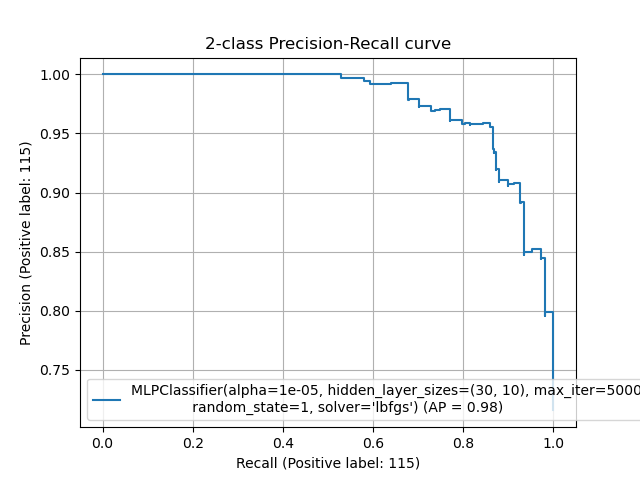 2-class Precision-Recall curve
1.00
0.95
0.90
0.85
0.80
0.75
Precision (Positive label: 115)
MLPClassifier(alpha=1e-05, hidden_layer_sizes=(30, 10), max_iter=5000
random_state=1, solver='lbfgs') (AP = 0.98)
0.0 0.2 0.4 0.6 0.8 1.0
Recall (Positive label: 115)